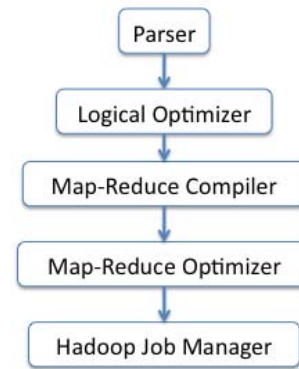 Parser
Logical Optimizer
Map-Reduce Compiler
Map-Reduce Optimizer
Hadoop Job Manager